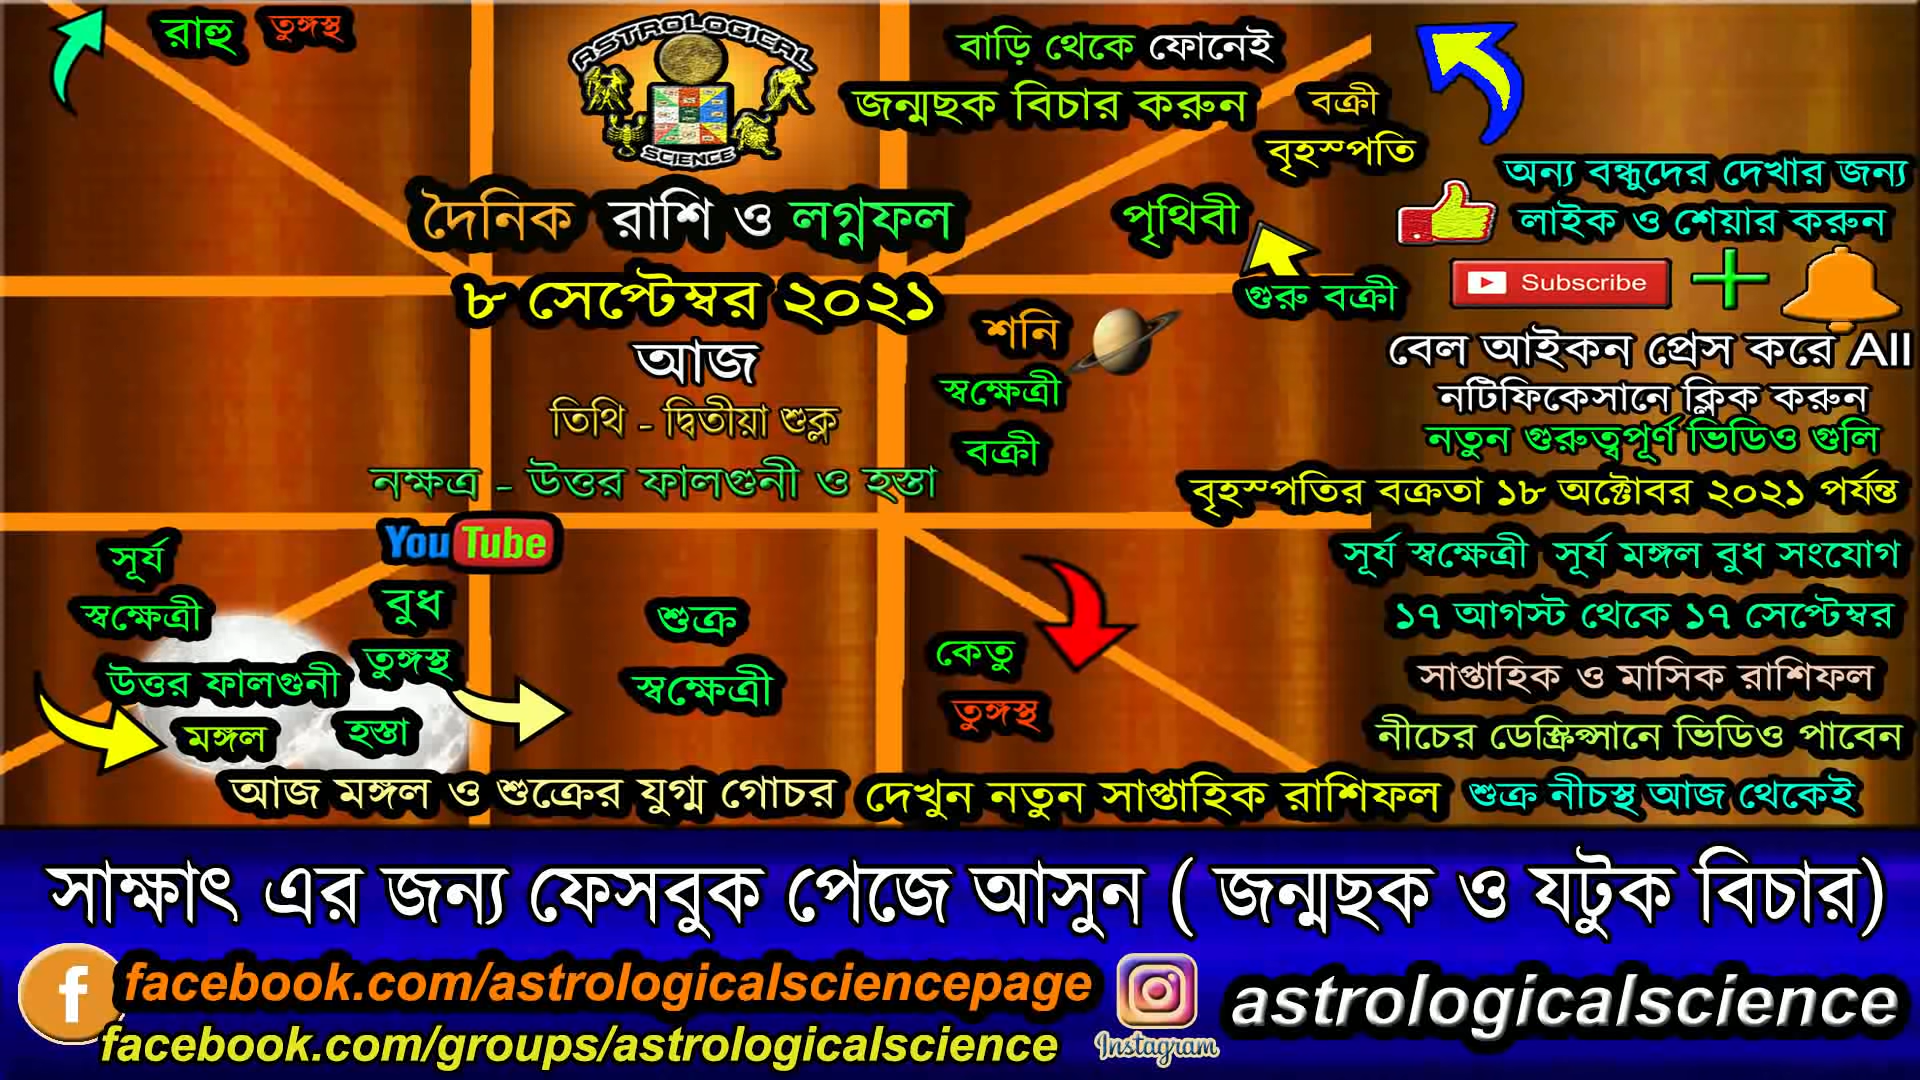 রাহু তুঙ্গস্থ
ASTROLOGICAL
SCIENCE
বাড়ি থেকে ফোনেই
জন্মছক বিচার করুন
বক্রী
বৃহস্পতি
দৈনিক রাশি ও লগ্নফল
৮ সেপ্টেম্বর ২০২১
আজ
তিথি - দ্বিতীয়া শুক্ল
নক্ষত্র - উত্তর ফালগুনী ও হস্তা
পৃথিবী
গুরু বক্রী
শনি
স্বক্ষেত্রী
বক্রী
অন্য বন্ধুদের দেখার জন্য
লাইক ও শেয়ার করুন
Subscribe
বেল আইকন প্রেস করে All
নটিফিকেসানে ক্লিক করুন
নতুন গুরুত্বপূর্ণ ভিডিও গুলি
বৃহস্পতির বক্রতা ১৮ অক্টোবর ২০২১ পর্যন্ত
সূর্য স্বক্ষেত্রী সূর্য মঙ্গল বুধ সংযোগ
১৭ আগস্ট থেকে ১৭ সেপ্টেম্বর
সাপ্তাহিক ও মাসিক রাশিফল
নীচের ডেস্ক্রিপ্সানে ভিডিও পাবেন
শুক্র নীচস্থ আজ থেকেই
সূর্য
স্বক্ষেত্রী
উত্তর ফালগুনী
মঙ্গল
YouTube
বুধ
তুঙ্গস্থ
হস্তা
শুক্র
স্বক্ষেত্রী
কেতু
তুঙ্গস্থ
আজ মঙ্গল ও শুক্রের যুগ্ম গোচর
দেখুন নতুন সাপ্তাহিক রাশিফল
সাক্ষাৎ এর জন্য ফেসবুক পেজে আসুন ( জন্মছক ও যটুক বিচার)
facebook.com/astrologicalsciencepage
facebook.com/groups/astrologicalscience
Instagram
astrologicalscience